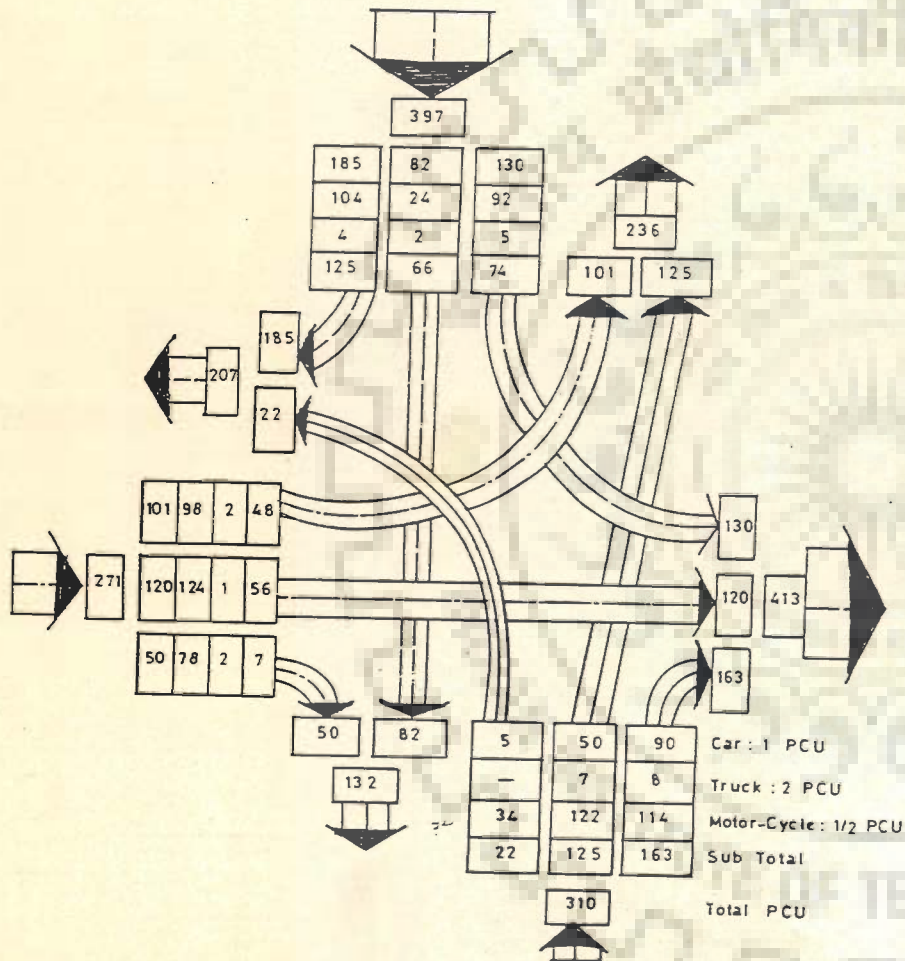 397
185 82 130
104 24 92
4 2 5
125 66 74
236
101 125
185
207
22
101 98 2 48
130
271 120 124 1 56
120 413
50 78 2 7
163
50 82
132
5 50 90 Car : 1 PCU
— 7 8 Truck : 2 PCU
34 122 114 Motor-Cycle : 1/2 PCU
22 125 163 Sub Total
310 Total PCU
OF TE